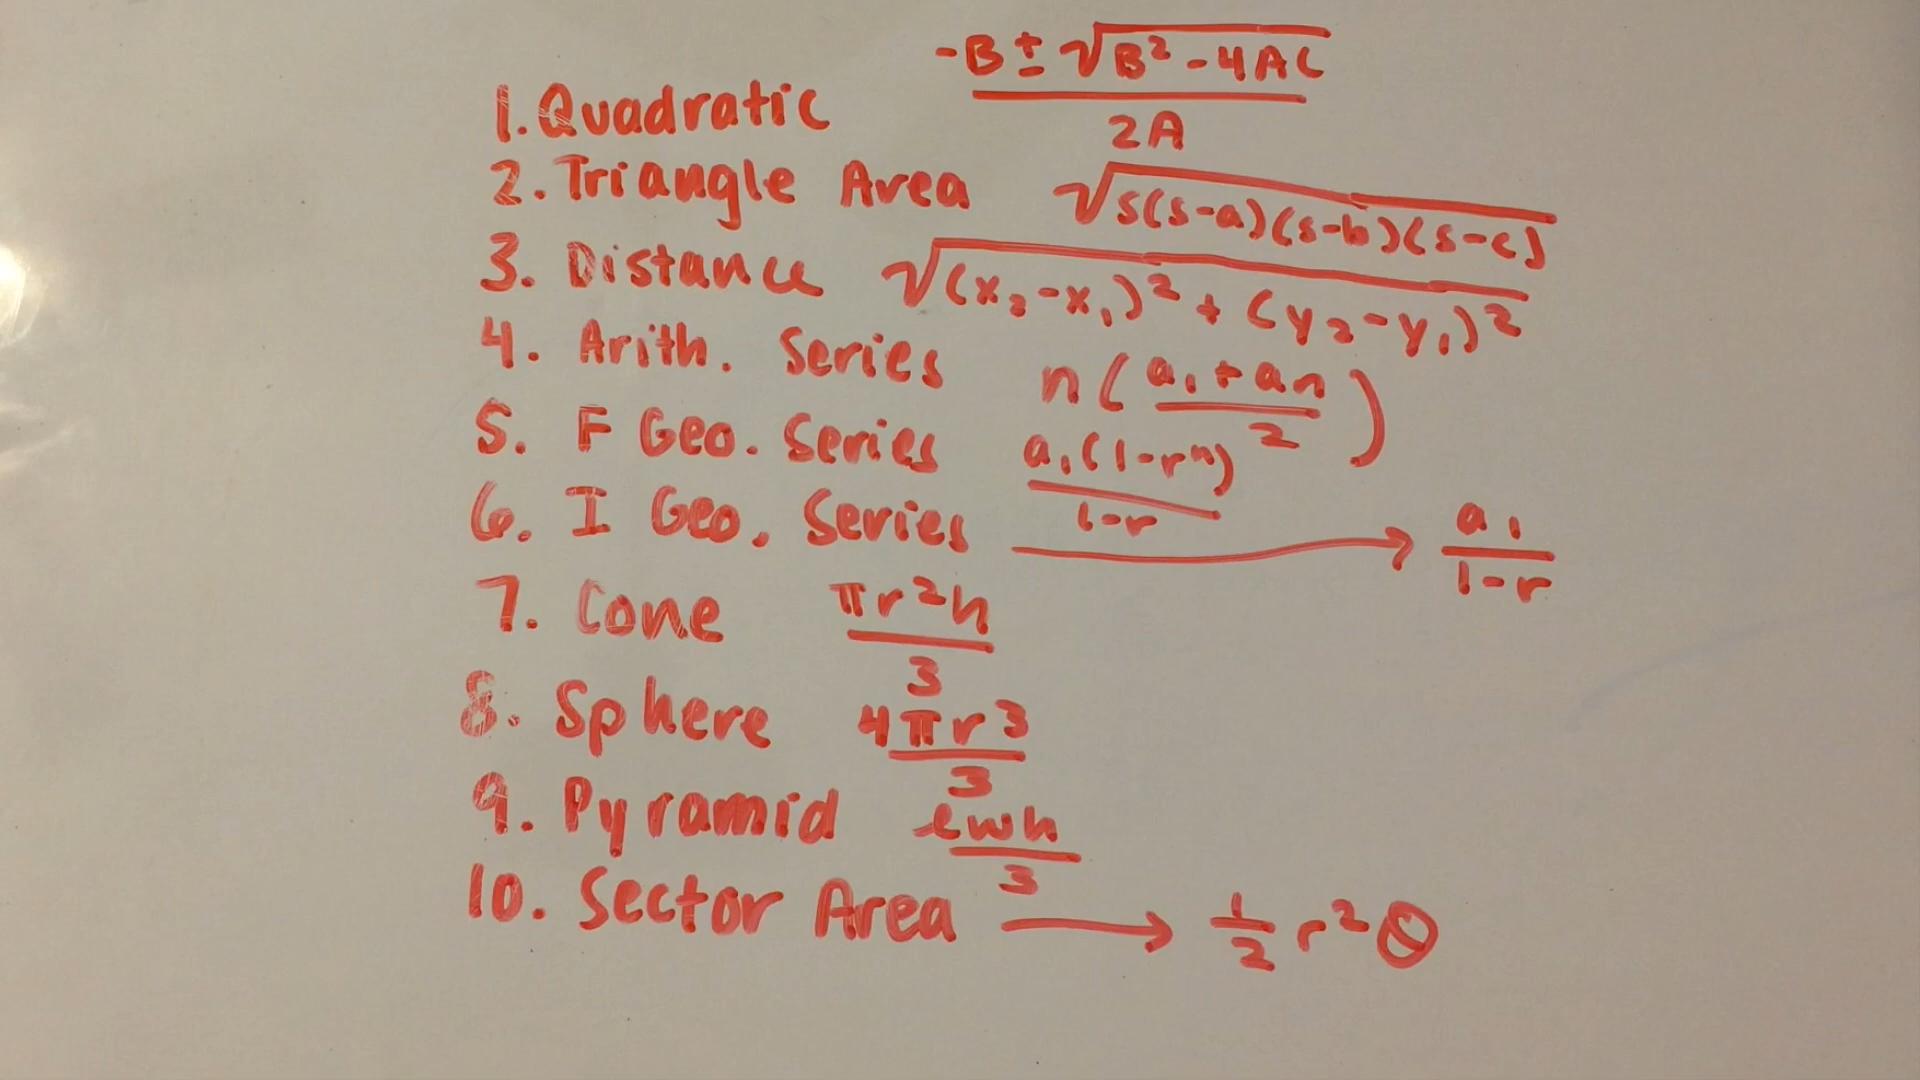 1. Quadratic -B ± √B² - 4AC / 2A
2. Triangle Area √s(s-a)(s-b)(s-c)
3. Distance √(x₂-x₁)² + (y₂-y₁)²
4. Arith. Series n(a₁+an / 2)
5. F Geo. Series a₁(1-rⁿ) / 1-r
6. I Geo. Series → a₁ / 1-r
7. Cone πr²h / 3
8. Sphere 4πr³ / 3
9. Pyramid lwh / 3
10. Sector Area → 1/2 r²θ